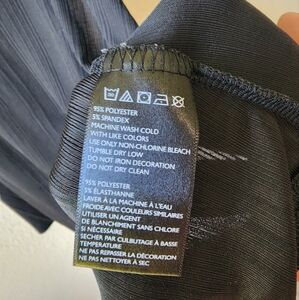 95% POLYESTER
5% SPANDEX
MACHINE WASH COLD
WITH LIKE COLORS
USE ONLY NON-CHLORINE BLEACH
TUMBLE DRY LOW
DO NOT IRON DECORATION
DO NOT DRY CLEAN
95% POLYESTER
5% ELASTHANNE
LAVER À LA MACHINE À L'EAU
FROIDE AVEC COULEURS SIMILAIRES
UTILISER UN AGENT
DE BLANCHIMENT SANS CHLORE
SI NÉCESSAIRE
SECHER PAR CULBUTAGE À BASSE
TEMPERATURE
NE PAS REPASSER LA DÉCORATION
NE PAS NETTOYER À SEC